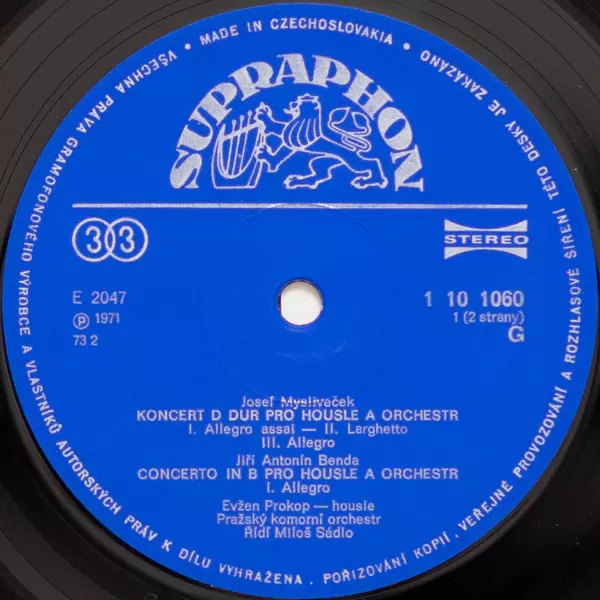 VŠECHNA PRÁVA GRAMOFONOVÉHO VÝROBCE A VLASTNÍKŮ AUTORSKÝCH PRÁV K DÍLU VYHRAŽENA. POŘIZOVÁNÍ KOPIÍ, VEŘEJNÉ PROVOZOVÁNÍ A ROZHLASOVÉ ŠÍŘENÍ TÉTO DESKY JE ZAKÁZÁNO
• MADE IN CZECHOSLOVAKIA •
SUPRAPHON
33
STEREO
E 2047
℗ 1971
73 2
1 10 1060
1 (2 strany)
G
Josef Mysliveček
KONCERT D DUR PRO HOUSLE A ORCHESTR
I. Allegro assai — II. Larghetto
III. Allegro
Jiří Antonín Benda
CONCERTO IN B PRO HOUSLE A ORCHESTR
I. Allegro
Evžen Prokop — housle
Pražský komorní orchestr
Řídí Miloš Sádlo